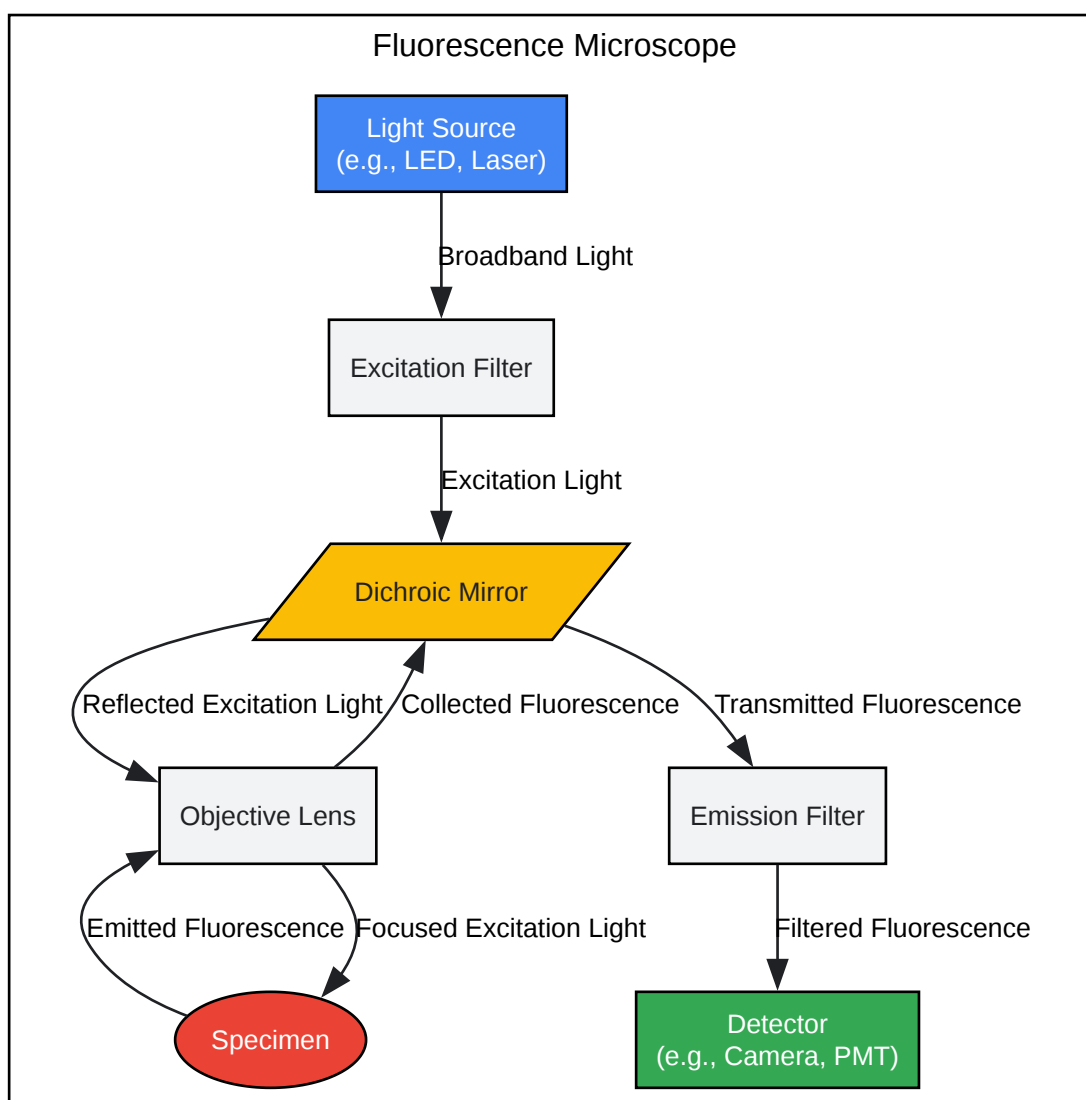 Fluorescence Microscope
Light Source
(e.g., LED, Laser)
Broadband Light
Excitation Filter
Excitation Light
Dichroic Mirror
Reflected Excitation Light
Collected Fluorescence
Transmitted Fluorescence
Objective Lens
Emission Filter
Emitted Fluorescence
Focused Excitation Light
Filtered Fluorescence
Specimen
Detector
(e.g., Camera, PMT)